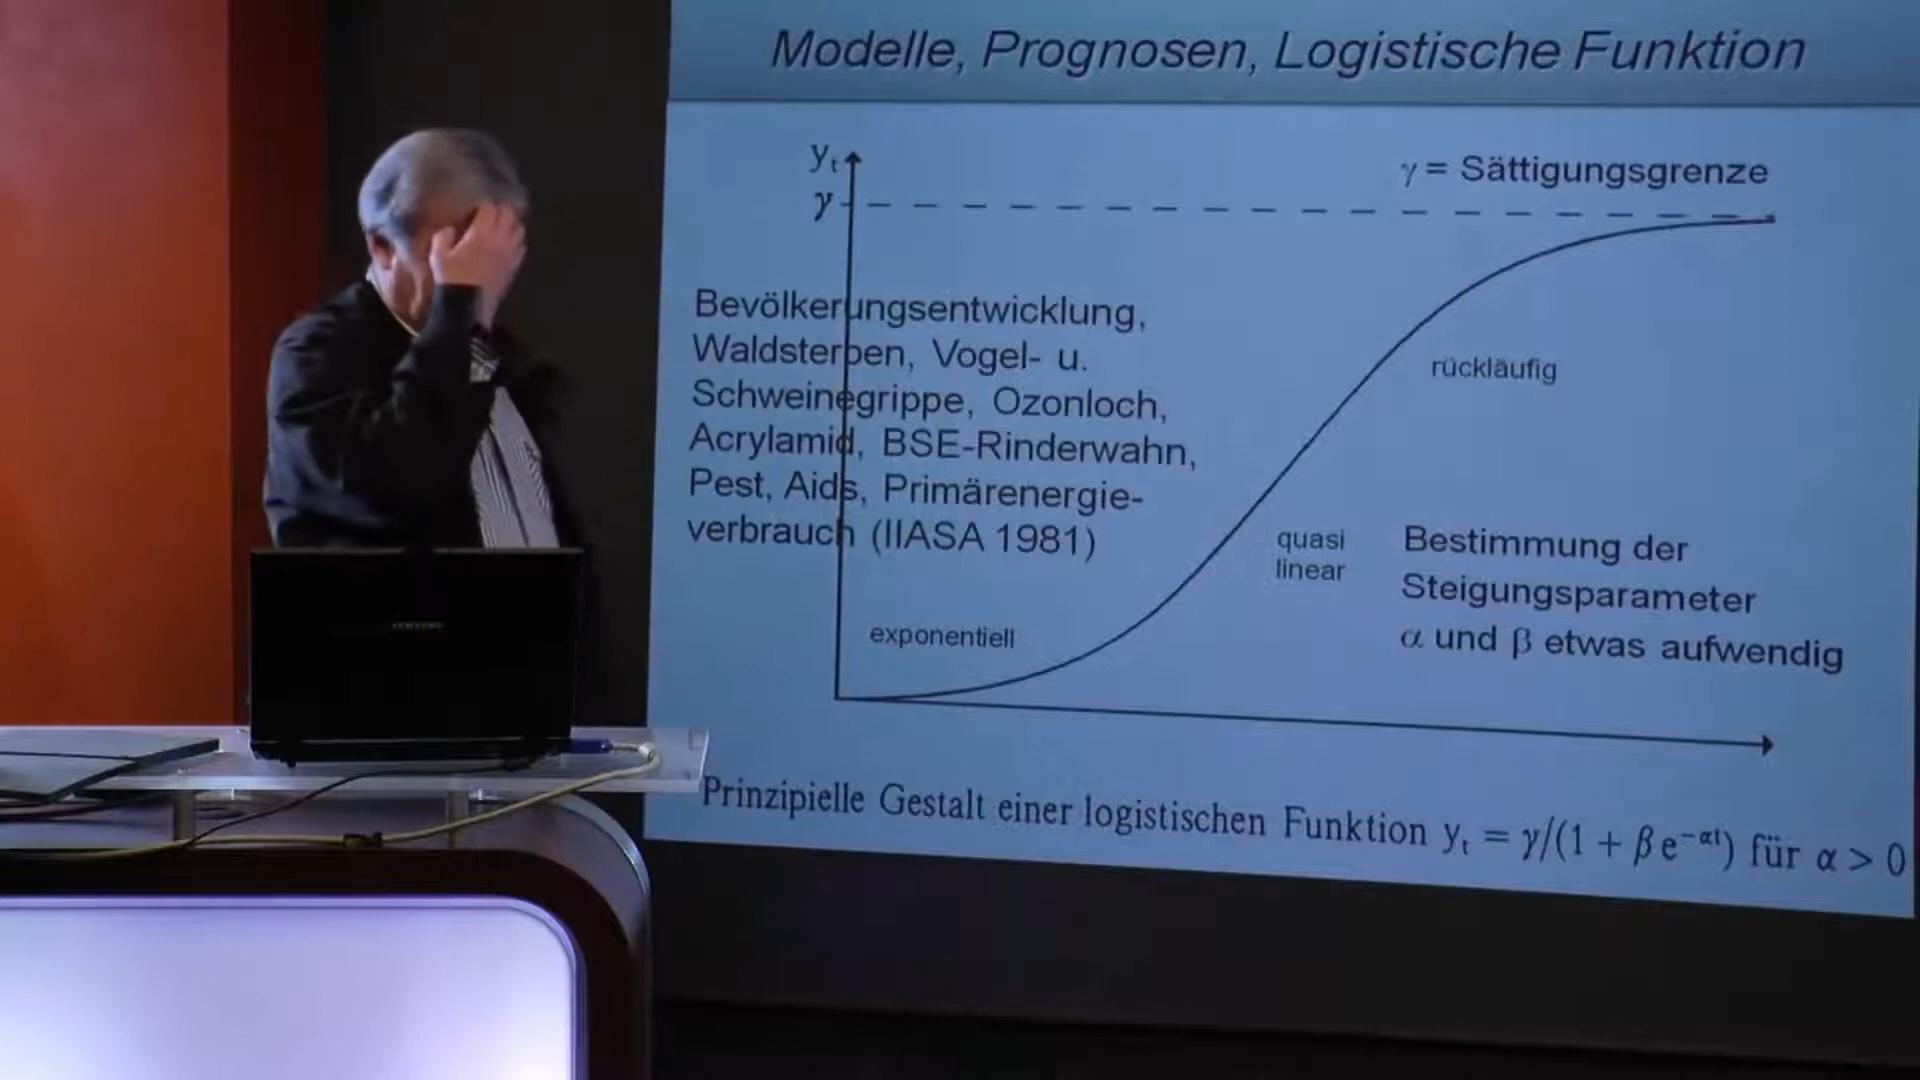 Modelle, Prognosen, Logistische Funktion
yₜ
γ
γ = Sättigungsgrenze
Bevölkerungsentwicklung,
Waldsterben, Vogel- u.
Schweinegrippe, Ozonloch,
Acrylamid, BSE-Rinderwahn,
Pest, Aids, Primärenergie-
verbrauch (IIASA 1981)
rückläufig
quasi
linear
exponentiell
Bestimmung der
Steigungsparameter
α und β etwas aufwendig
Prinzipielle Gestalt einer logistischen Funktion yₜ = γ/(1 + β e⁻ᵅᵗ) für α > 0